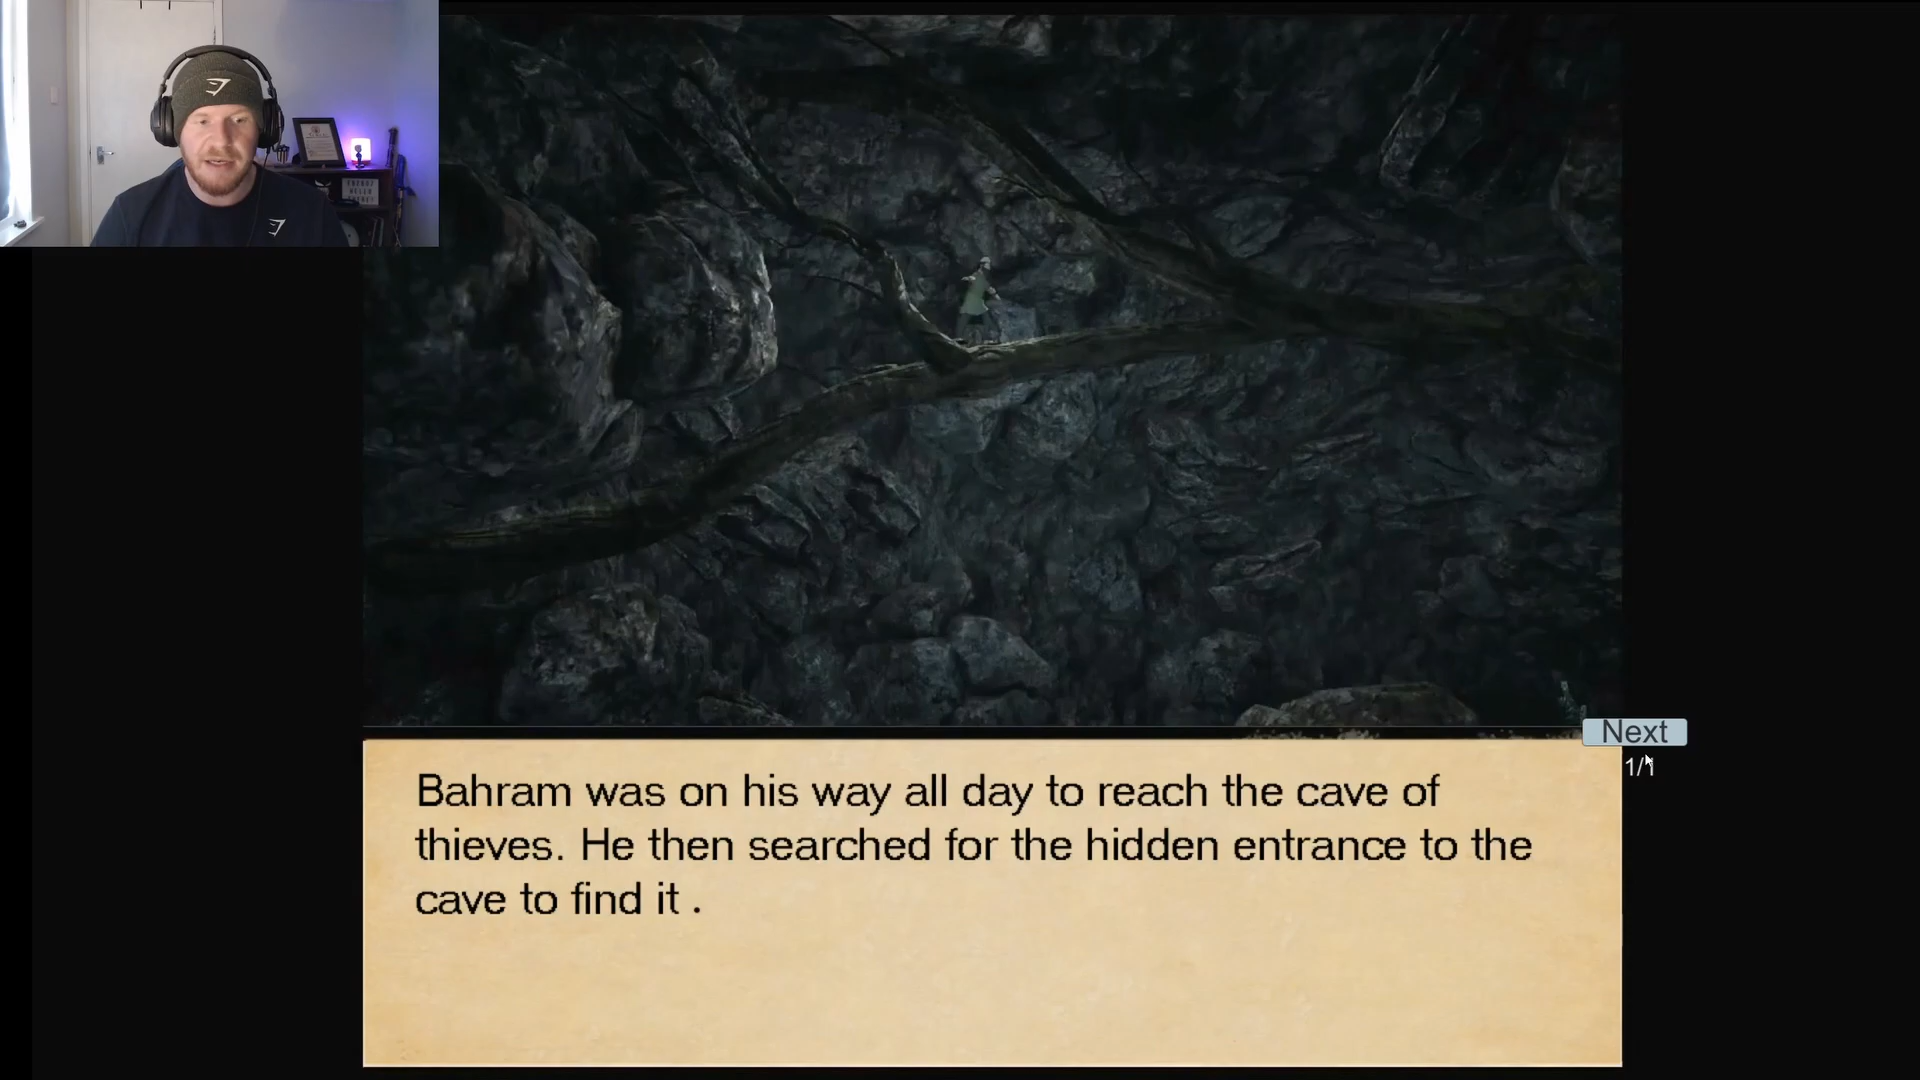 Bahram was on his way all day to reach the cave of
thieves. He then searched for the hidden entrance to the
cave to find it .
Next
1/1